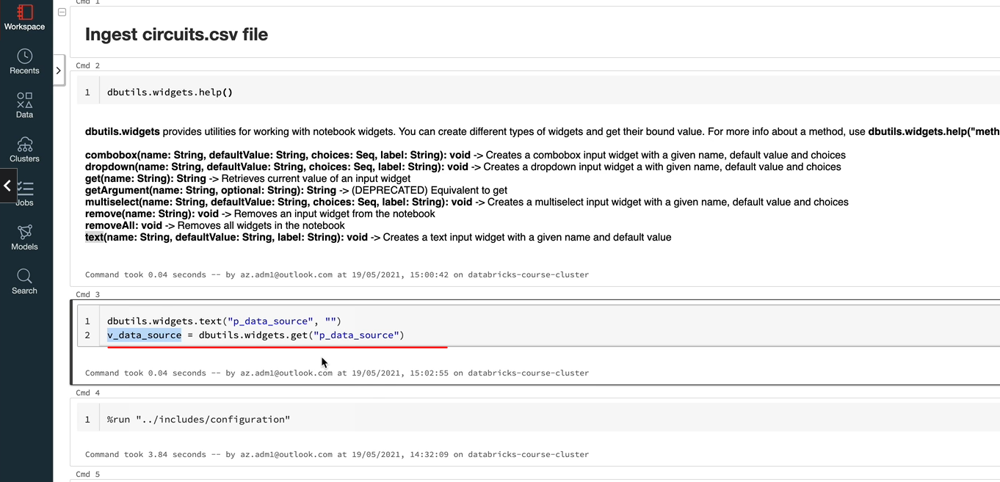 Cmd 1
Workspace
Ingest circuits.csv file
Recents
Cmd 2
1 dbutils.widgets.help()
Data
dbutils.widgets provides utilities for working with notebook widgets. You can create different types of widgets and get their bound value. For more info about a method, use dbutils.widgets.help("meth
Clusters
combobox(name: String, defaultValue: String, choices: Seq, label: String): void -> Creates a combobox input widget with a given name, default value and choices
dropdown(name: String, defaultValue: String, choices: Seq, label: String): void -> Creates a dropdown input widget a with given name, default value and choices
get(name: String): String -> Retrieves current value of an input widget
getArgument(name: String, optional: String): String -> (DEPRECATED) Equivalent to get
multiselect(name: String, defaultValue: String, choices: Seq, label: String): void -> Creates a multiselect input widget with a given name, default value and choices
Jobs
remove(name: String): void -> Removes an input widget from the notebook
removeAll: void -> Removes all widgets in the notebook
text(name: String, defaultValue: String, label: String): void -> Creates a text input widget with a given name and default value
Models
Command took 0.04 seconds -- by az.adm1@outlook.com at 19/05/2021, 15:00:42 on databricks-course-cluster
Search
Cmd 3
1 dbutils.widgets.text("p_data_source", "")
2 v_data_source = dbutils.widgets.get("p_data_source")
Command took 0.04 seconds -- by az.adm1@outlook.com at 19/05/2021, 15:02:55 on databricks-course-cluster
Cmd 4
1 %run "../includes/configuration"
Command took 3.84 seconds -- by az.adm1@outlook.com at 19/05/2021, 14:32:09 on databricks-course-cluster
Cmd 5